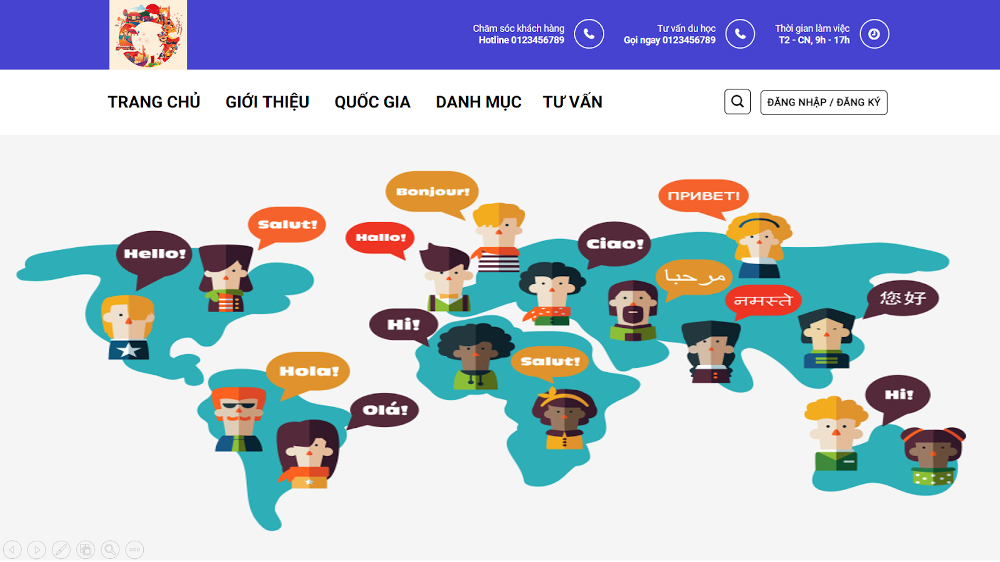 Chăm sóc khách hàng
Hotline 0123456789
Tư vấn du học
Gọi ngay 0123456789
Thời gian làm việc
T2 - CN, 9h - 17h
TRANG CHỦ
GIỚI THIỆU
QUỐC GIA
DANH MỤC
TƯ VẤN
ĐĂNG NHẬP / ĐĂNG KÝ
Bonjour!
ПРИВЕТ!
Salut!
Hallo!
Ciao!
Hello!
مرحبا
नमस्ते
您好
Hi!
Salut!
Hola!
Olá!
Hi!